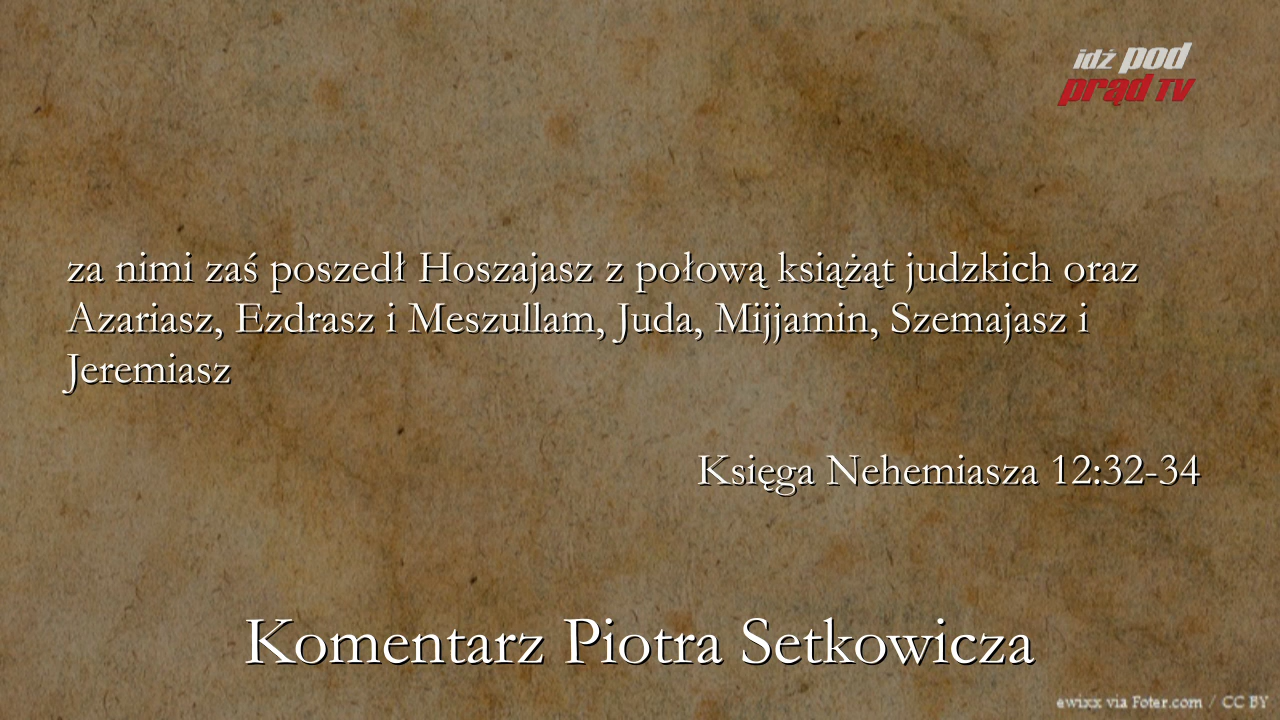 idź pod
prąd TV
za nimi zaś poszedł Hoszajasz z połową książąt judzkich oraz
Azariasz, Ezdrasz i Meszullam, Juda, Mijjamin, Szemajasz i
Jeremiasz
Księga Nehemiasza 12:32-34
Komentarz Piotra Setkowicza
ewixx via Foter.com / CC BY